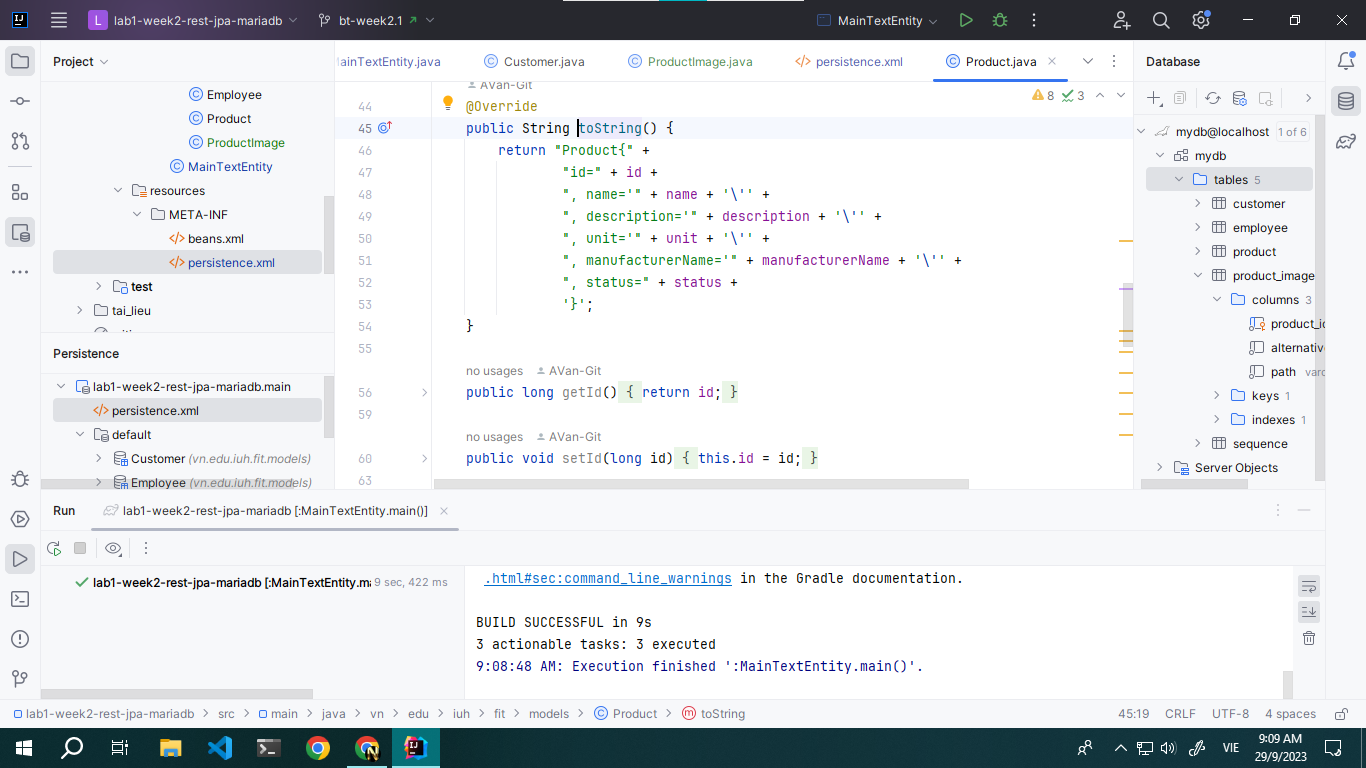 L lab1-week2-rest-jpa-mariadb bt-week2.1 MainTextEntity
Project
Employee
Product
ProductImage
MainTextEntity
resources
META-INF
beans.xml
persistence.xml
test
tai_lieu
Persistence
lab1-week2-rest-jpa-mariadb.main
persistence.xml
default
Customer (vn.edu.iuh.fit.models)
Employee (vn.edu.iuh.fit.models)
ainTextEntity.java Customer.java ProductImage.java persistence.xml Product.java
AVan-Git
8 3
44 @Override
45 public String toString() {
46 return "Product{" +
47 "id=" + id +
48 ", name='" + name + '\'' +
49 ", description='" + description + '\'' +
50 ", unit='" + unit + '\'' +
51 ", manufacturerName='" + manufacturerName + '\'' +
52 ", status=" + status +
53 '}';
54 }
55
no usages AVan-Git
56 public long getId() { return id; }
59
no usages AVan-Git
60 public void setId(long id) { this.id = id; }
63
Database
mydb@localhost 1 of 6
mydb
tables 5
customer
employee
product
product_image
columns 3
product_id
alternativ
path varc
keys 1
indexes 1
sequence
Server Objects
Run lab1-week2-rest-jpa-mariadb [:MainTextEntity.main()]
lab1-week2-rest-jpa-mariadb [:MainTextEntity.m 9 sec, 422 ms
.html#sec:command_line_warnings in the Gradle documentation.
BUILD SUCCESSFUL in 9s
3 actionable tasks: 3 executed
9:08:48 AM: Execution finished ':MainTextEntity.main()'.
lab1-week2-rest-jpa-mariadb > src > main > java > vn > edu > iuh > fit > models > Product > toString 45:19 CRLF UTF-8 4 spaces
VIE
9:09 AM
29/9/2023